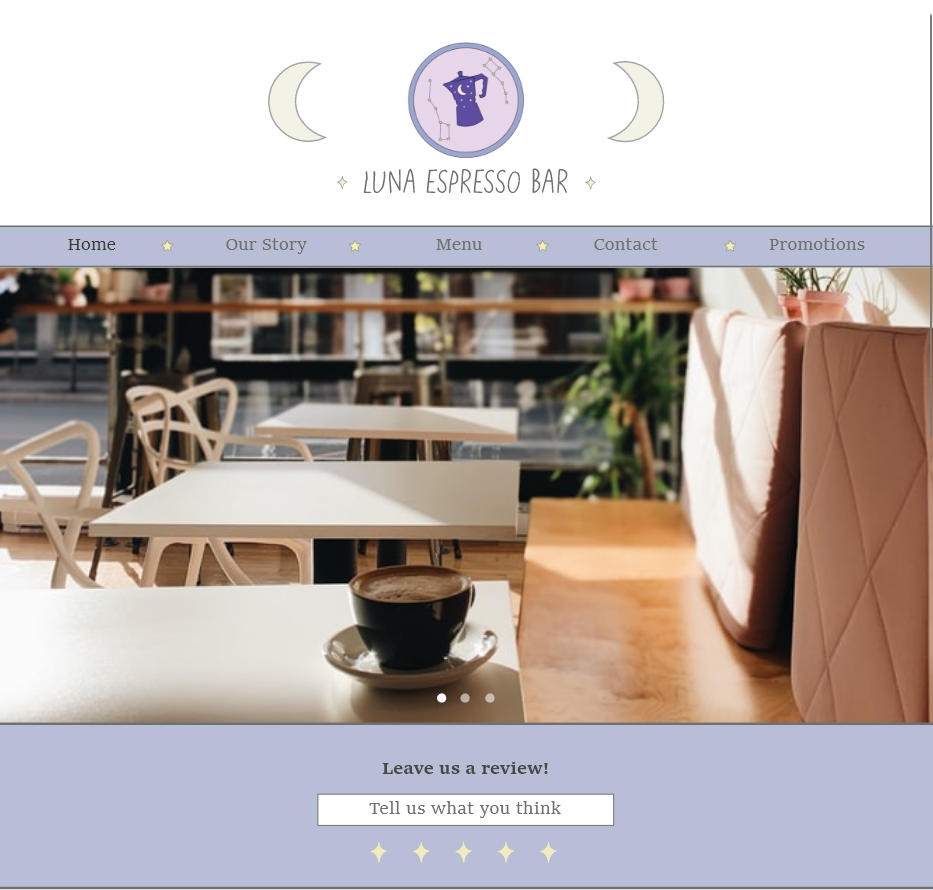 LUNA ESPRESSO BAR
Home Our Story Menu Contact Promotions
Leave us a review!
Tell us what you think